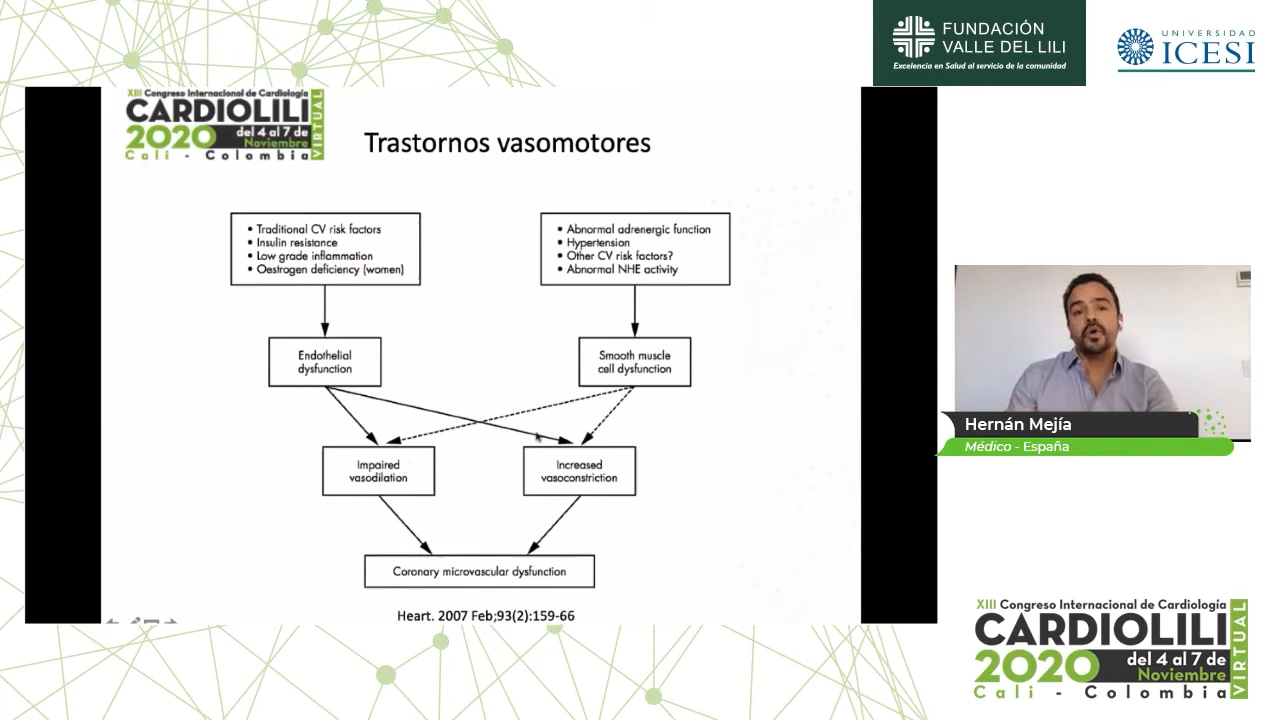 FUNDACIÓN
VALLE DEL LILI
Excelencia en Salud al servicio de la comunidad
UNIVERSIDAD
ICESI
XIII Congreso Internacional de Cardiología
CARDIOLILI
2020 del 4 al 7 de
Noviembre
Cali - Colombia
VIRTUAL
Trastornos vasomotores
• Traditional CV risk factors
• Insulin resistance
• Low grade inflammation
• Oestrogen deficiency (women)
• Abnormal adrenergic function
• Hypertension
• Other CV risk factors?
• Abnormal NHE activity
Endothelial
dysfunction
Smooth muscle
cell dysfunction
Impaired
vasodilation
Increased
vasoconstriction
Coronary microvascular dysfunction
Heart. 2007 Feb;93(2):159-66
Hernán Mejía
Médico - España
XIII Congreso Internacional de Cardiología
CARDIOLILI
2020 del 4 al 7 de
Noviembre
Cali - Colombia
VIRTUAL